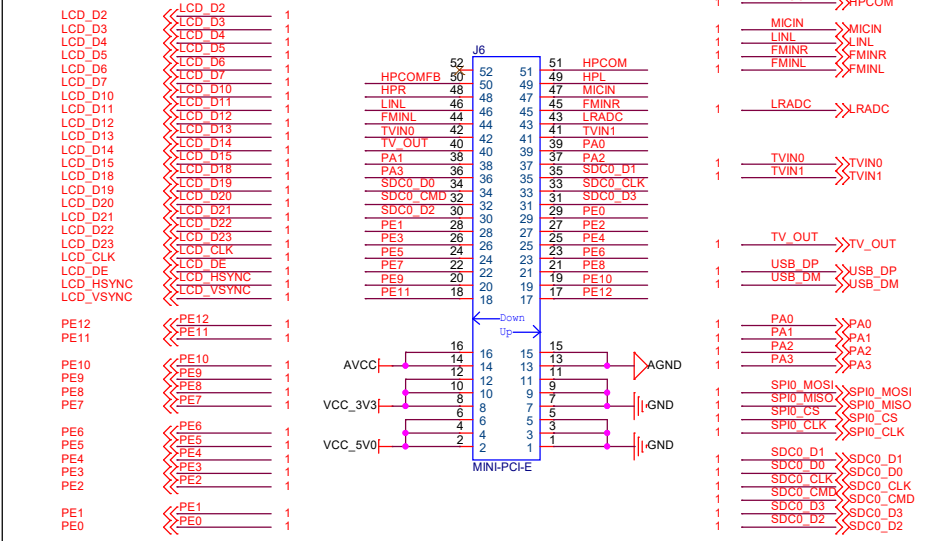 LCD_D2 LCD_D2 1
LCD_D3 LCD_D3 1
LCD_D4 LCD_D4 1
LCD_D5 LCD_D5 1
LCD_D6 LCD_D6 1
LCD_D7 LCD_D7 1
LCD_D10 LCD_D10 1
LCD_D11 LCD_D11 1
LCD_D12 LCD_D12 1
LCD_D13 LCD_D13 1
LCD_D14 LCD_D14 1
LCD_D15 LCD_D15 1
LCD_D18 LCD_D18 1
LCD_D19 LCD_D19 1
LCD_D20 LCD_D20 1
LCD_D21 LCD_D21 1
LCD_D22 LCD_D22 1
LCD_D23 LCD_D23 1
LCD_CLK LCD_CLK 1
LCD_DE LCD_DE 1
LCD_HSYNC LCD_HSYNC 1
LCD_VSYNC LCD_VSYNC 1
PE12 PE12 1
PE11 PE11 1
PE10 PE10 1
PE9 PE9 1
PE8 PE8 1
PE7 PE7 1
PE6 PE6 1
PE5 PE5 1
PE4 PE4 1
PE3 PE3 1
PE2 PE2 1
PE1 PE1 1
PE0 PE0 1
J6
52 52 51 51 HPCOM
HPCOMFB 50 50 49 49 HPL
HPR 48 48 47 47 MICIN
LINL 46 46 45 45 FMINR
FMINL 44 44 43 43 LRADC
TVIN0 42 42 41 41 TVIN1
TV_OUT 40 40 39 39 PA0
PA1 38 38 37 37 PA2
PA3 36 36 35 35 SDC0_D1
SDC0_D0 34 34 33 33 SDC0_CLK
SDC0_CMD 32 32 31 31 SDC0_D3
SDC0_D2 30 30 29 29 PE0
PE1 28 28 27 27 PE2
PE3 26 26 25 25 PE4
PE5 24 24 23 23 PE6
PE7 22 22 21 21 PE8
PE9 20 20 19 19 PE10
PE11 18 18 17 17 PE12
Down
Up
16 16 15 15
AVCC 14 14 13 13 AGND
12 12 11 11
10 10 9 9
VCC_3V3 8 8 7 7 GND
6 6 5 5
4 4 3 3
VCC_5V0 2 2 1 1 GND
MINI-PCI-E
1 HPCOM
1 MICIN MICIN
1 LINL LINL
1 FMINR FMINR
1 FMINL FMINL
1 LRADC LRADC
1 TVIN0 TVIN0
1 TVIN1 TVIN1
1 TV_OUT TV_OUT
1 USB_DP USB_DP
1 USB_DM USB_DM
1 PA0 PA0
1 PA1 PA1
1 PA2 PA2
1 PA3 PA3
1 SPI0_MOSI SPI0_MOSI
1 SPI0_MISO SPI0_MISO
1 SPI0_CS SPI0_CS
1 SPI0_CLK SPI0_CLK
1 SDC0_D1 SDC0_D1
1 SDC0_D0 SDC0_D0
1 SDC0_CLK SDC0_CLK
1 SDC0_CMD SDC0_CMD
1 SDC0_D3 SDC0_D3
1 SDC0_D2 SDC0_D2